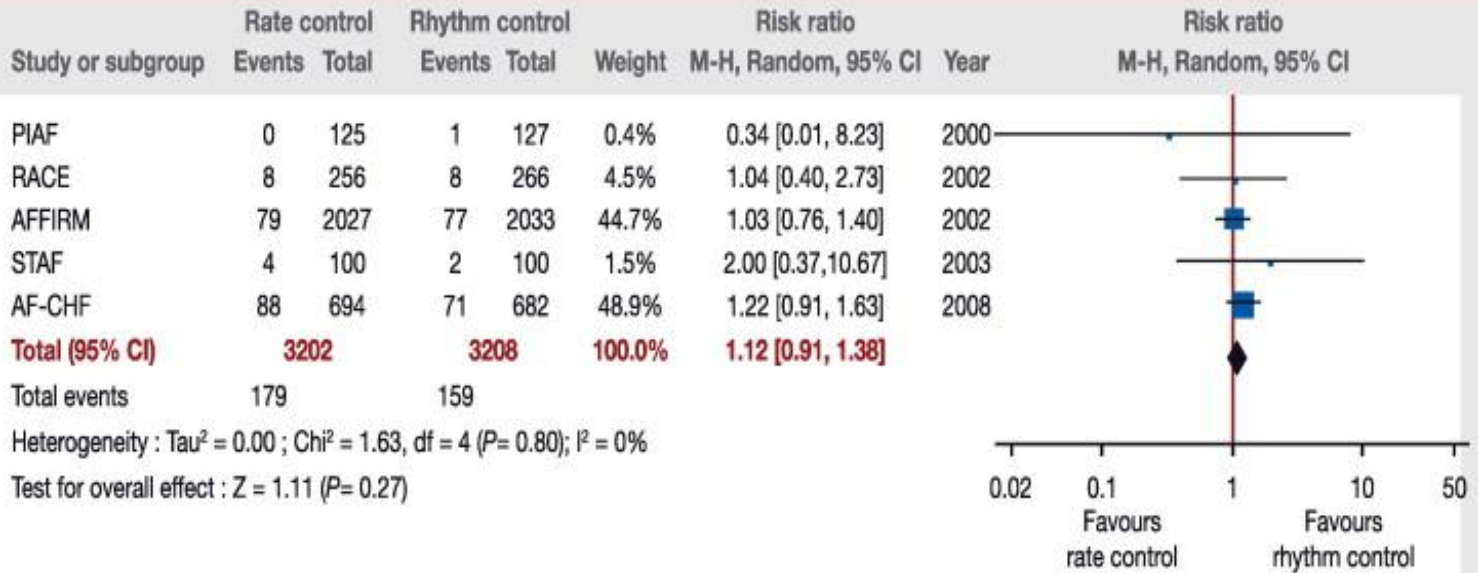 Rate control Rhythm control Risk ratio Risk ratio
Study or subgroup Events Total Events Total Weight M-H, Random, 95% CI Year M-H, Random, 95% CI
PIAF 0 125 1 127 0.4% 0.34 [0.01, 8.23] 2000
RACE 8 256 8 266 4.5% 1.04 [0.40, 2.73] 2002
AFFIRM 79 2027 77 2033 44.7% 1.03 [0.76, 1.40] 2002
STAF 4 100 2 100 1.5% 2.00 [0.37,10.67] 2003
AF-CHF 88 694 71 682 48.9% 1.22 [0.91, 1.63] 2008
Total (95% CI) 3202 3208 100.0% 1.12 [0.91, 1.38]
Total events 179 159
Heterogeneity : Tau² = 0.00 ; Chi² = 1.63, df = 4 (P= 0.80); I² = 0%
Test for overall effect : Z = 1.11 (P= 0.27)
0.02 0.1 1 10 50
Favours Favours
rate control rhythm control